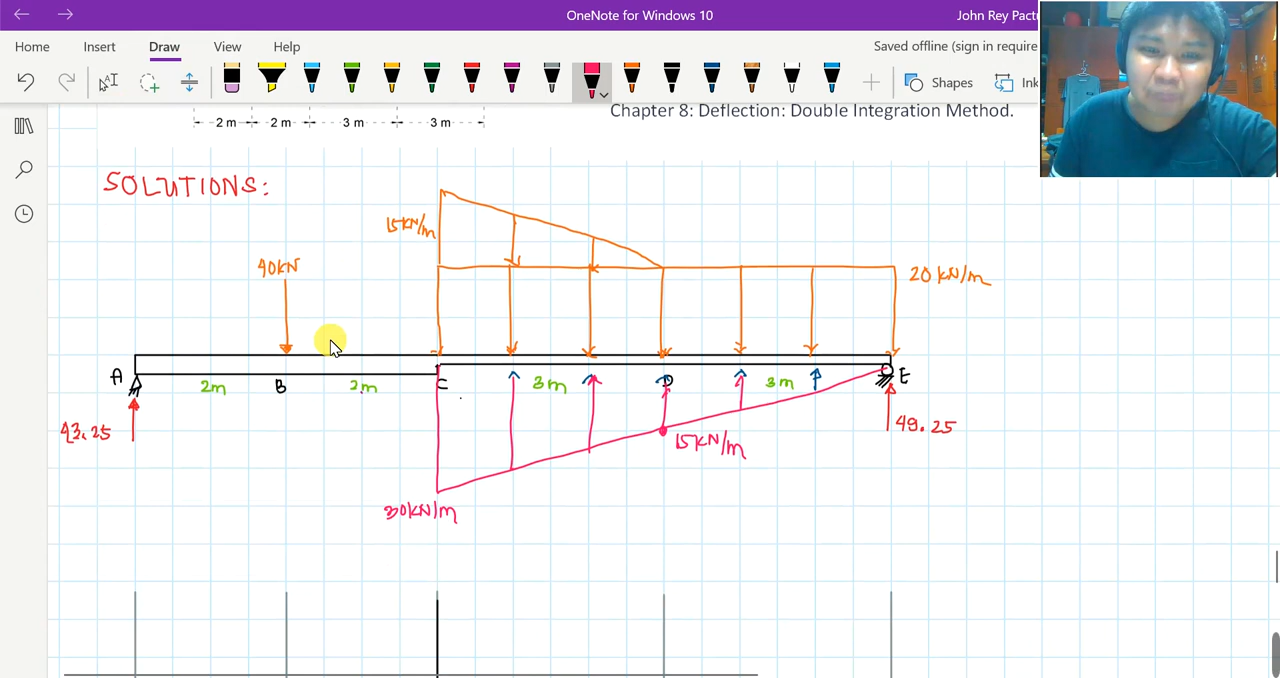 OneNote for Windows 10
John Rey Pactu
Home Insert Draw View Help
Saved offline (sign in require
Shapes
Ink
2 m 2 m 3 m 3 m
Chapter 8: Deflection: Double Integration Method.
SOLUTIONS:
15kN/m
40kN
20 kN/m
A 2m B 2m C 3m D 3m E
43.25
49.25
15kN/m
30kN/m